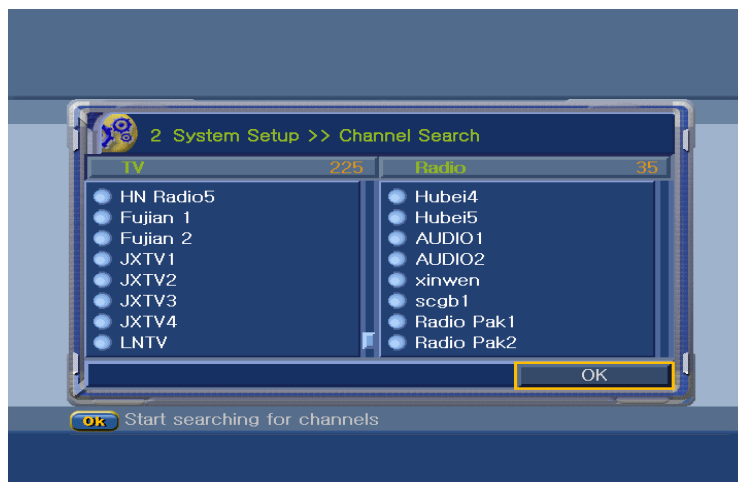 2 System Setup >> Channel Search
TV 225 Radio 35
HN Radio5
Fujian 1
Fujian 2
JXTV1
JXTV2
JXTV3
JXTV4
LNTV
Hubei4
Hubei5
AUDIO1
AUDIO2
xinwen
scgb1
Radio Pak1
Radio Pak2
OK
Ok Start searching for channels